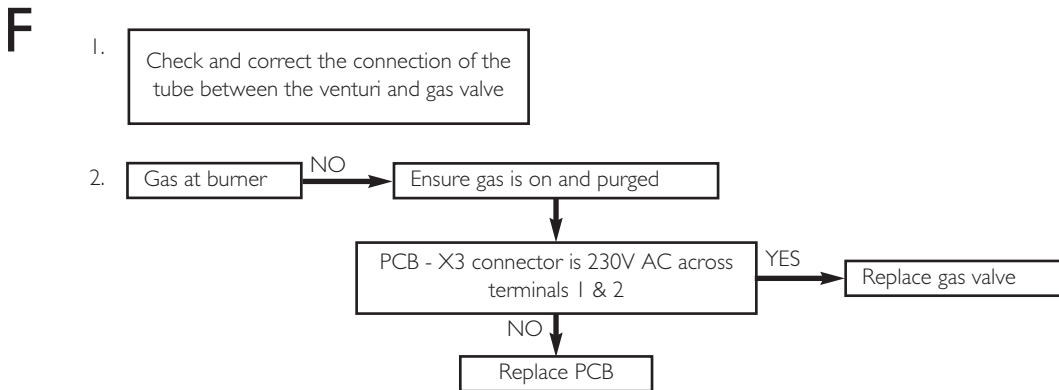 F
1.
Check and correct the connection of the
tube between the venturi and gas valve
2.
Gas at burner
NO
Ensure gas is on and purged
PCB - X3 connector is 230V AC across
terminals 1 & 2
YES
Replace gas valve
NO
Replace PCB